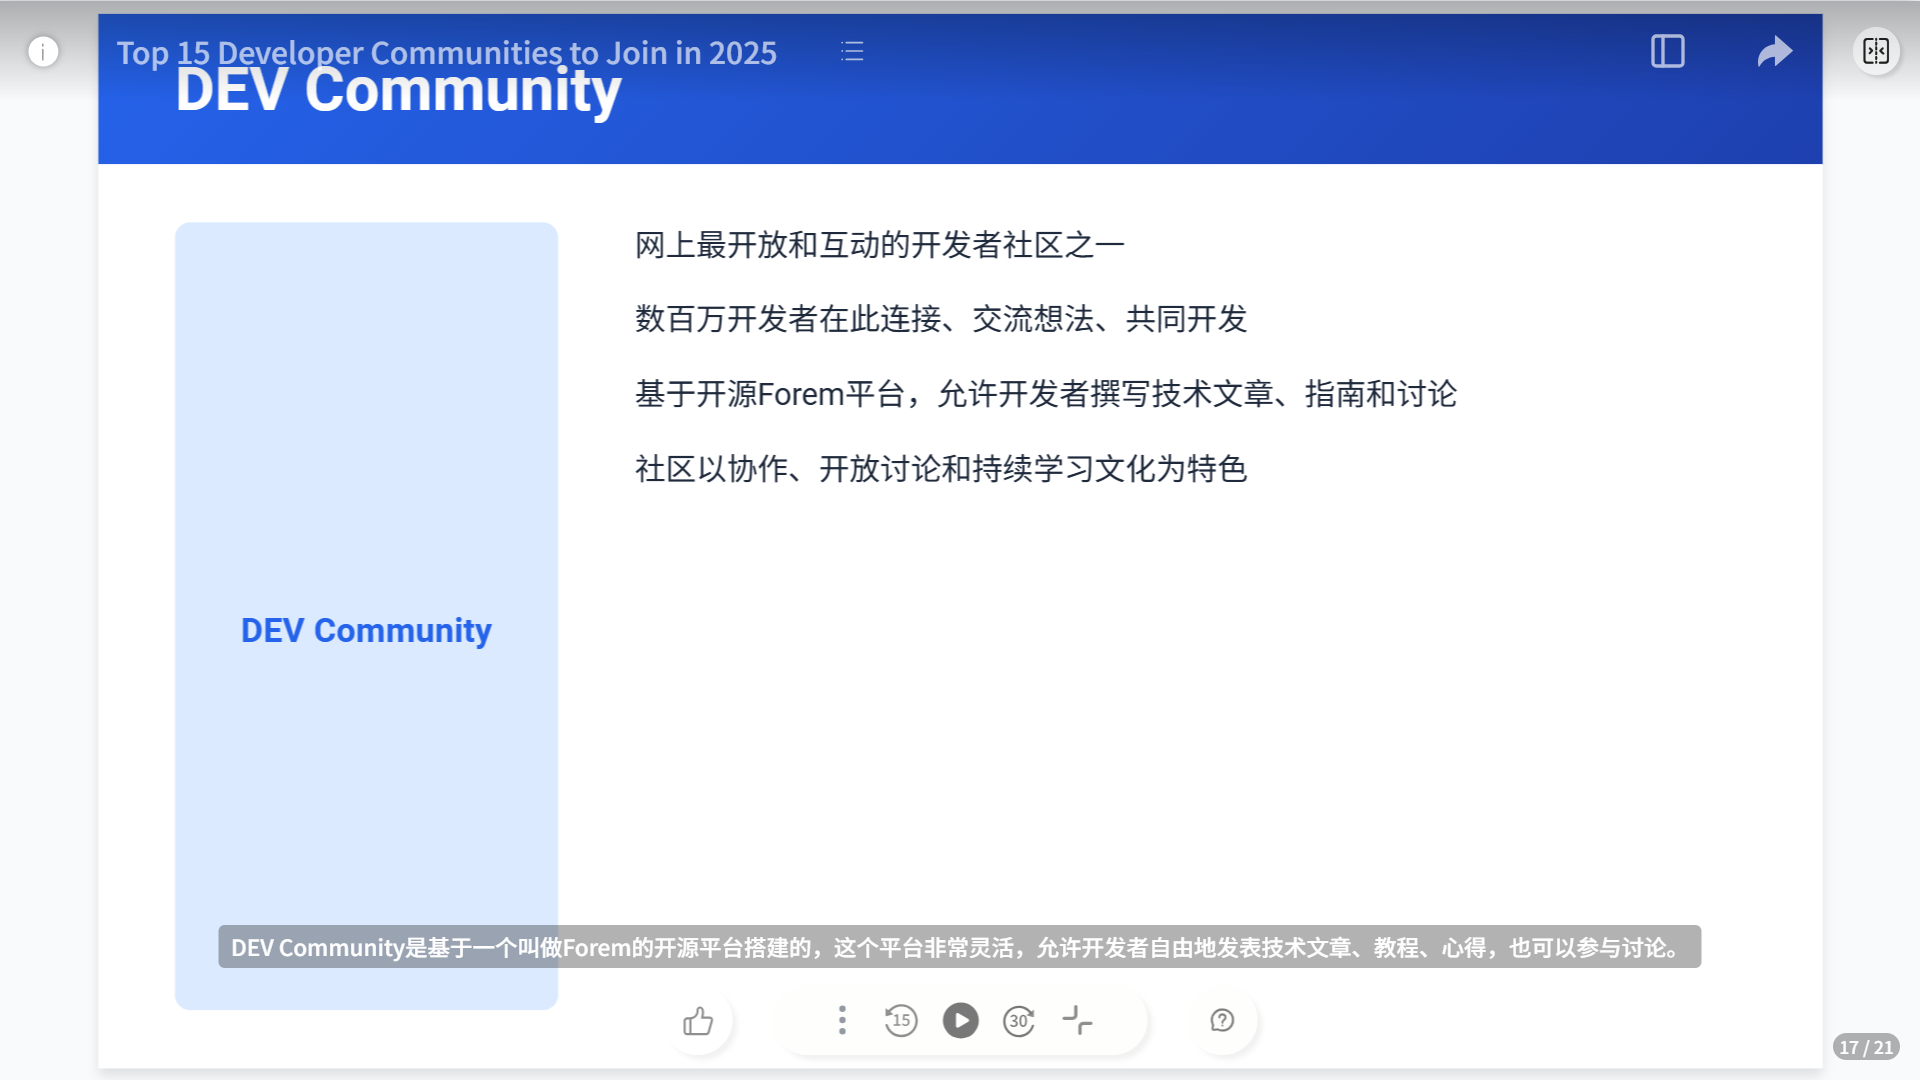 Top 15 Developer Communities to Join in 2025
DEV Community
网上最开放和互动的开发者社区之一
数百万开发者在此连接、交流想法、共同开发
基于开源Forem平台，允许开发者撰写技术文章、指南和讨论
社区以协作、开放讨论和持续学习文化为特色
DEV Community
DEV Community是基于一个叫做Forem的开源平台搭建的，这个平台非常灵活，允许开发者自由地发表技术文章、教程、心得，也可以参与讨论。
15
30
17 / 21